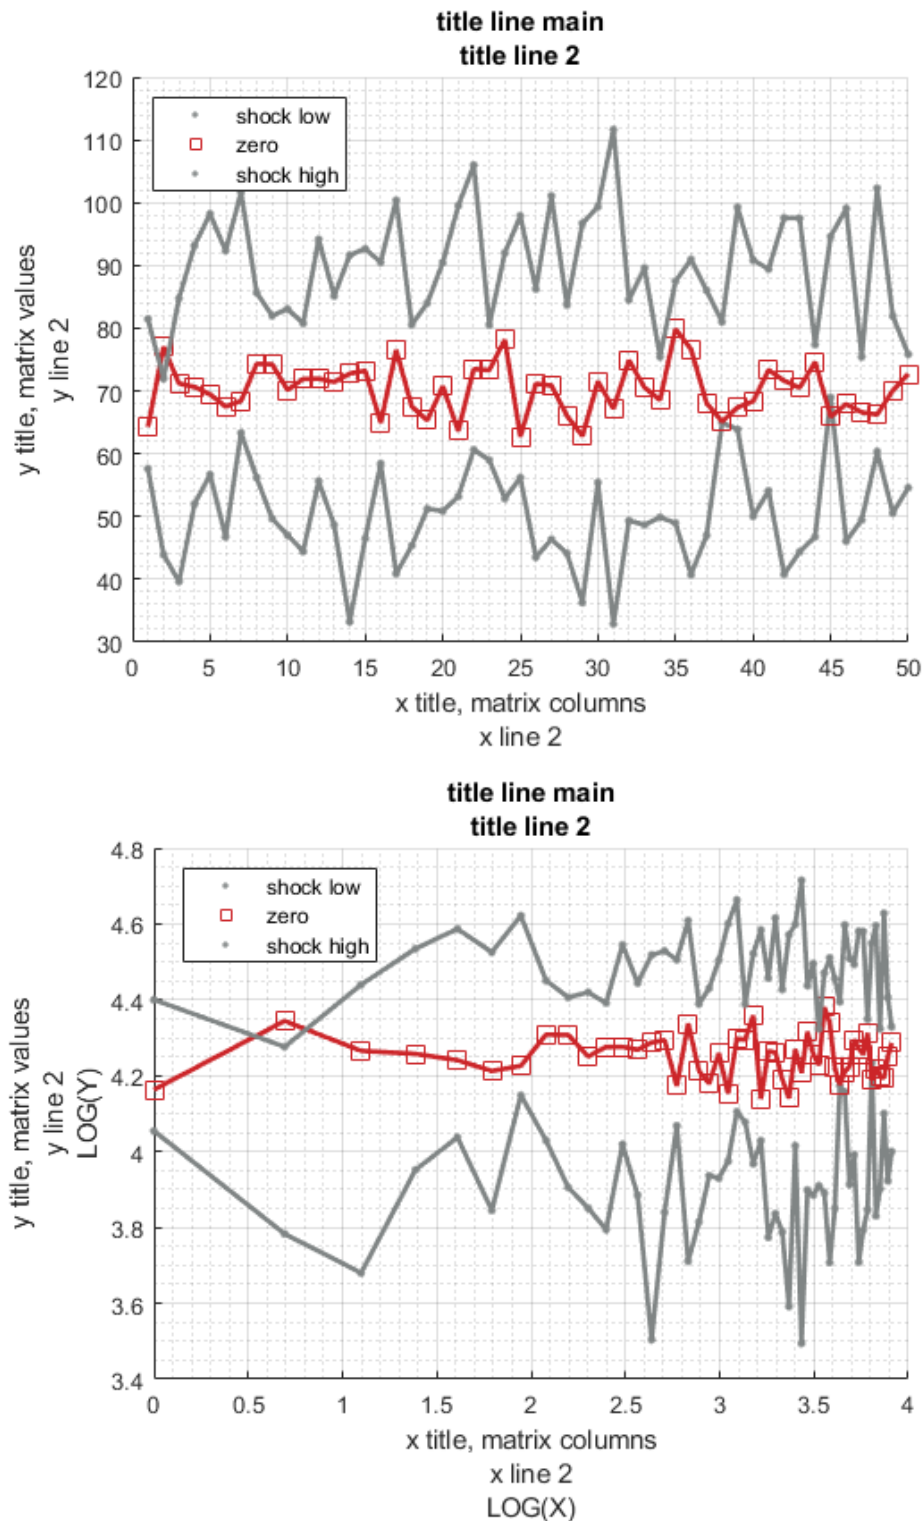 title line main
title line 2
120
110
100
90
80
70
60
50
40
30
shock low
zero
shock high
y title, matrix values
y line 2
0 5 10 15 20 25 30 35 40 45 50
x title, matrix columns
x line 2
title line main
title line 2
4.8
4.6
4.4
4.2
4
3.8
3.6
3.4
shock low
zero
shock high
y title, matrix values
y line 2
LOG(Y)
0 0.5 1 1.5 2 2.5 3 3.5 4
x title, matrix columns
x line 2
LOG(X)